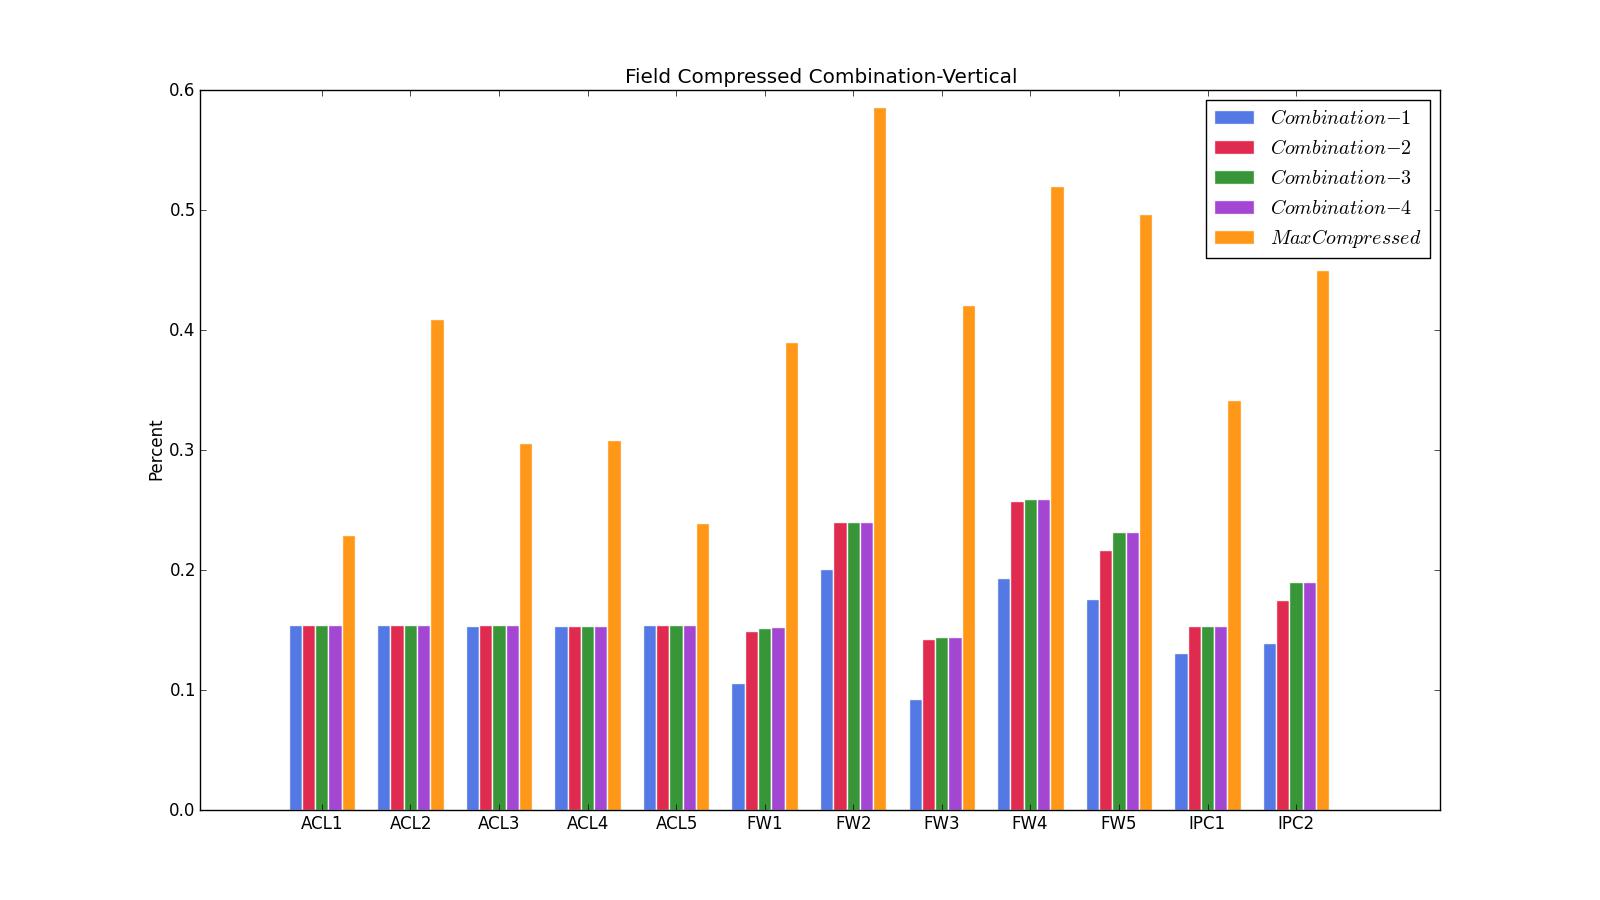 Field Compressed Combination-Vertical
0.6
0.5
0.4
0.3
0.2
0.1
0.0
Percent
Combination−1
Combination−2
Combination−3
Combination−4
MaxCompressed
ACL1 ACL2 ACL3 ACL4 ACL5 FW1 FW2 FW3 FW4 FW5 IPC1 IPC2